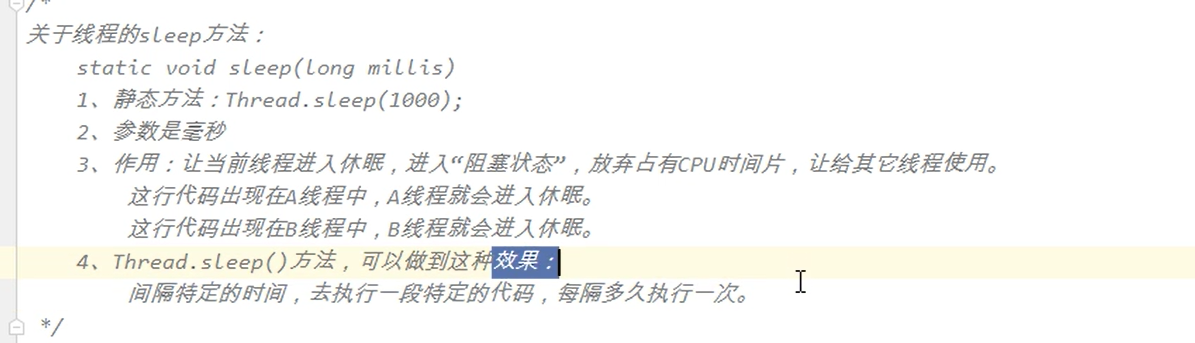 /*
关于线程的sleep方法：
static void sleep(long millis)
1、静态方法：Thread.sleep(1000);
2、参数是毫秒
3、作用：让当前线程进入休眠，进入“阻塞状态”，放弃占有CPU时间片，让给其它线程使用。
这行代码出现在A线程中，A线程就会进入休眠。
这行代码出现在B线程中，B线程就会进入休眠。
4、Thread.sleep()方法，可以做到这种效果：
间隔特定的时间，去执行一段特定的代码，每隔多久执行一次。
*/